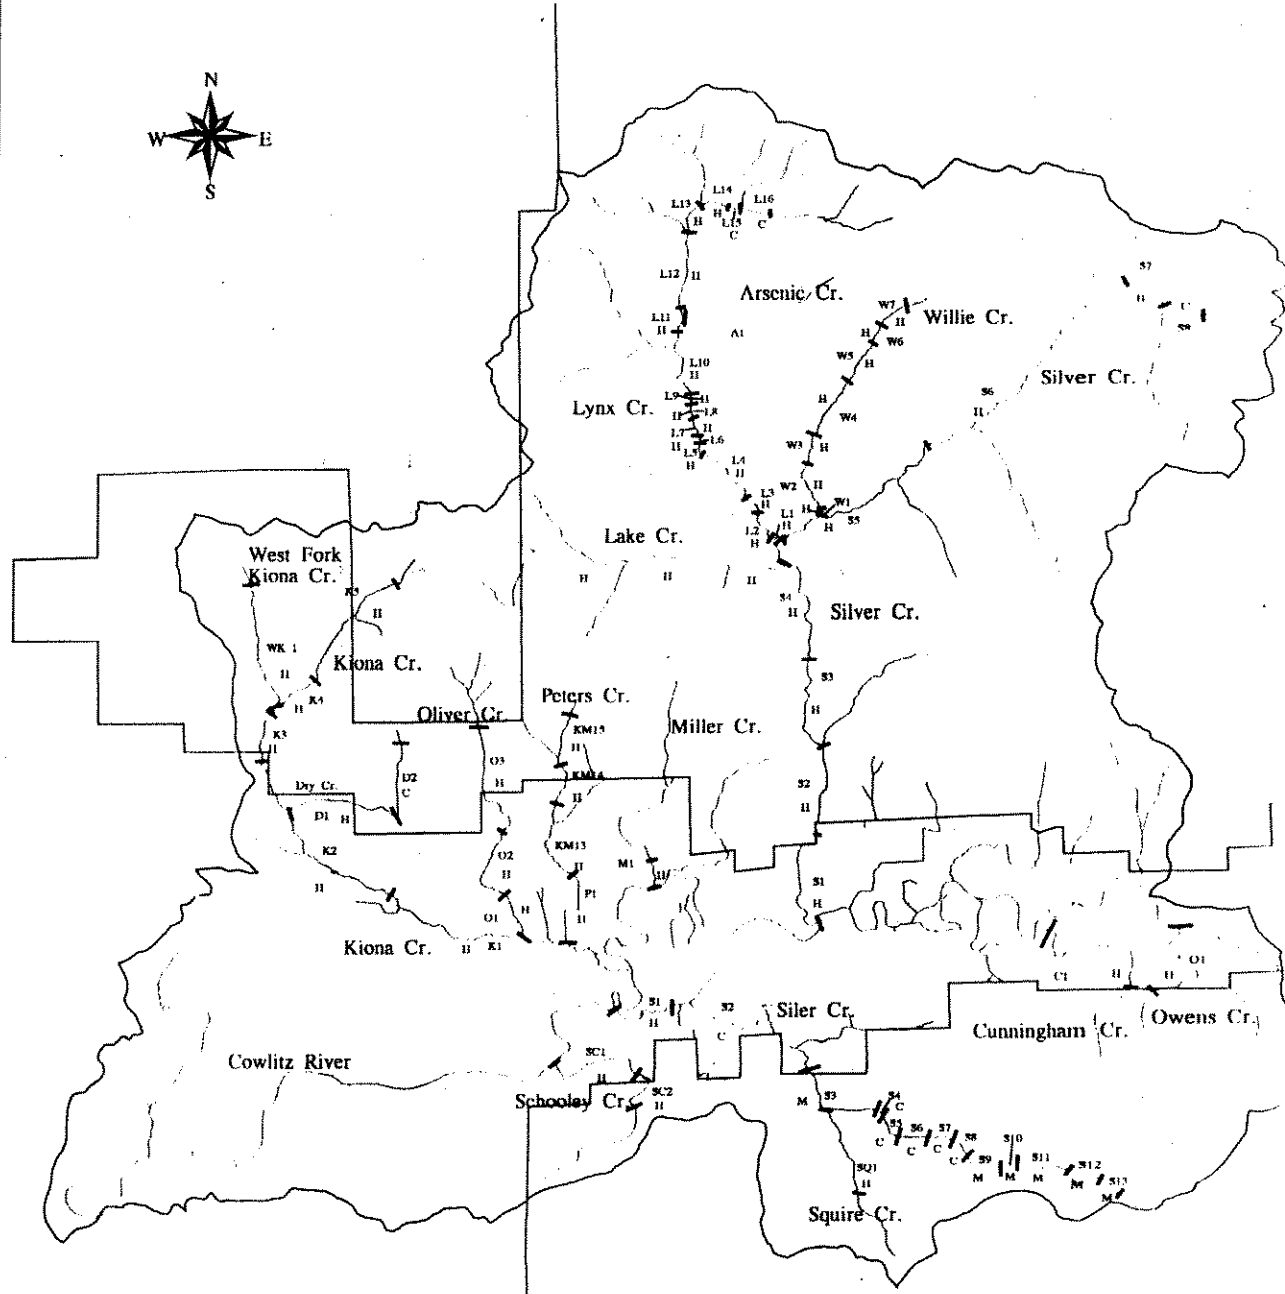 N
W E
S
L14
L13 L16
H
H L15 C
C
L12 H
S7
H
C
S8
Arsenic Cr.
W7
H Willie Cr.
L11
H
A1
H W6
W5
H
L10
H
Silver Cr.
S6
H
L9 H
Lynx Cr.
H L8
H
W4
L7 H
H L6
L5
H
W3
H
L4
H
W2 H
L3
H
W1
H H
S5
L1
H
L2
H
Lake Cr.
H H H
West Fork
Kiona Cr.
K5
H
S4
H
Silver Cr.
WK 1
H
Kiona Cr.
K4
H
S3
H
Peters Cr.
Oliver Cr.
KM15
H
Miller Cr.
K3
H
O3
H
D2
C
KM14
H
S2
H
Dry Cr.
D1 H
K2
H
O2
H
KM13
H
M1
H
S1
H
P1
H
H
O1
H
K1
H
Kiona Cr.
C1
H
O1
H
S1
H
S2
C
Siler Cr.
Cunningham Cr.
Owens Cr.
Cowlitz River
SC1
H
Schooley Cr.
SC2
H
M
S3
S4
C
S5
C
S6
C
S7
C
S8
S9
M
S10
M
S11
M
S12
M
S13
M
SQ1
H
Squire Cr.